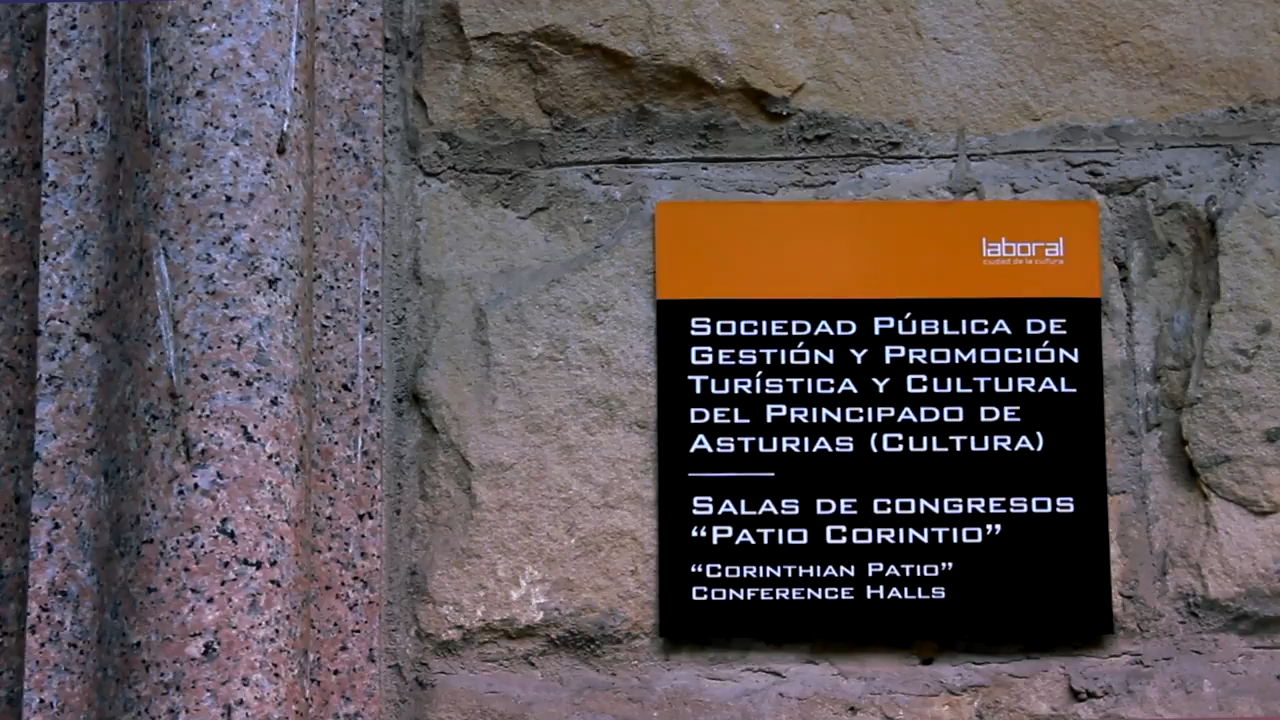 laboral
ciudad de la cultura
SOCIEDAD PÚBLICA DE
GESTIÓN Y PROMOCIÓN
TURÍSTICA Y CULTURAL
DEL PRINCIPADO DE
ASTURIAS (CULTURA)
SALAS DE CONGRESOS
“PATIO CORINTIO”
“CORINTHIAN PATIO”
CONFERENCE HALLS